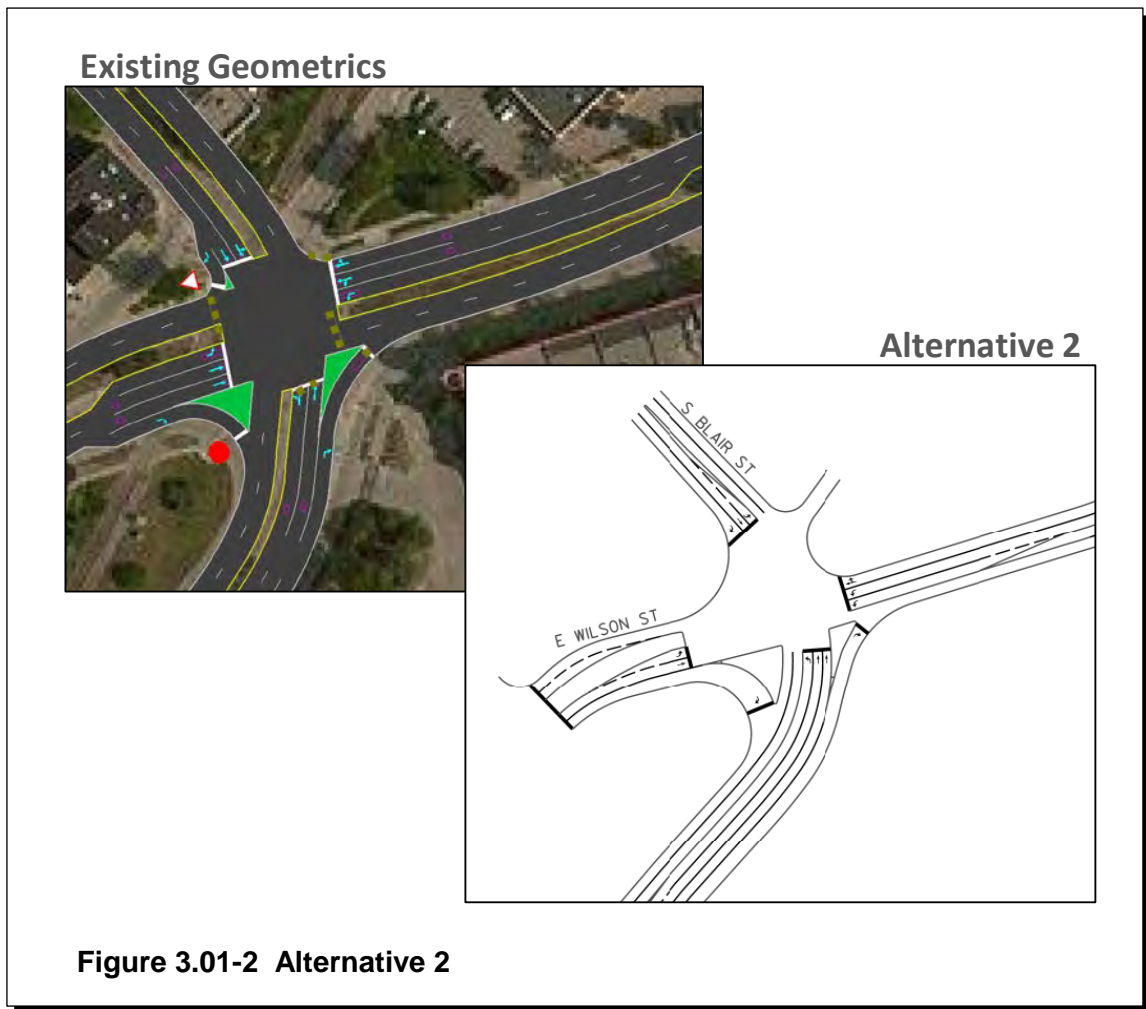 Existing Geometrics
Alternative 2
S BLAIR ST
E WILSON ST
Figure 3.01-2 Alternative 2